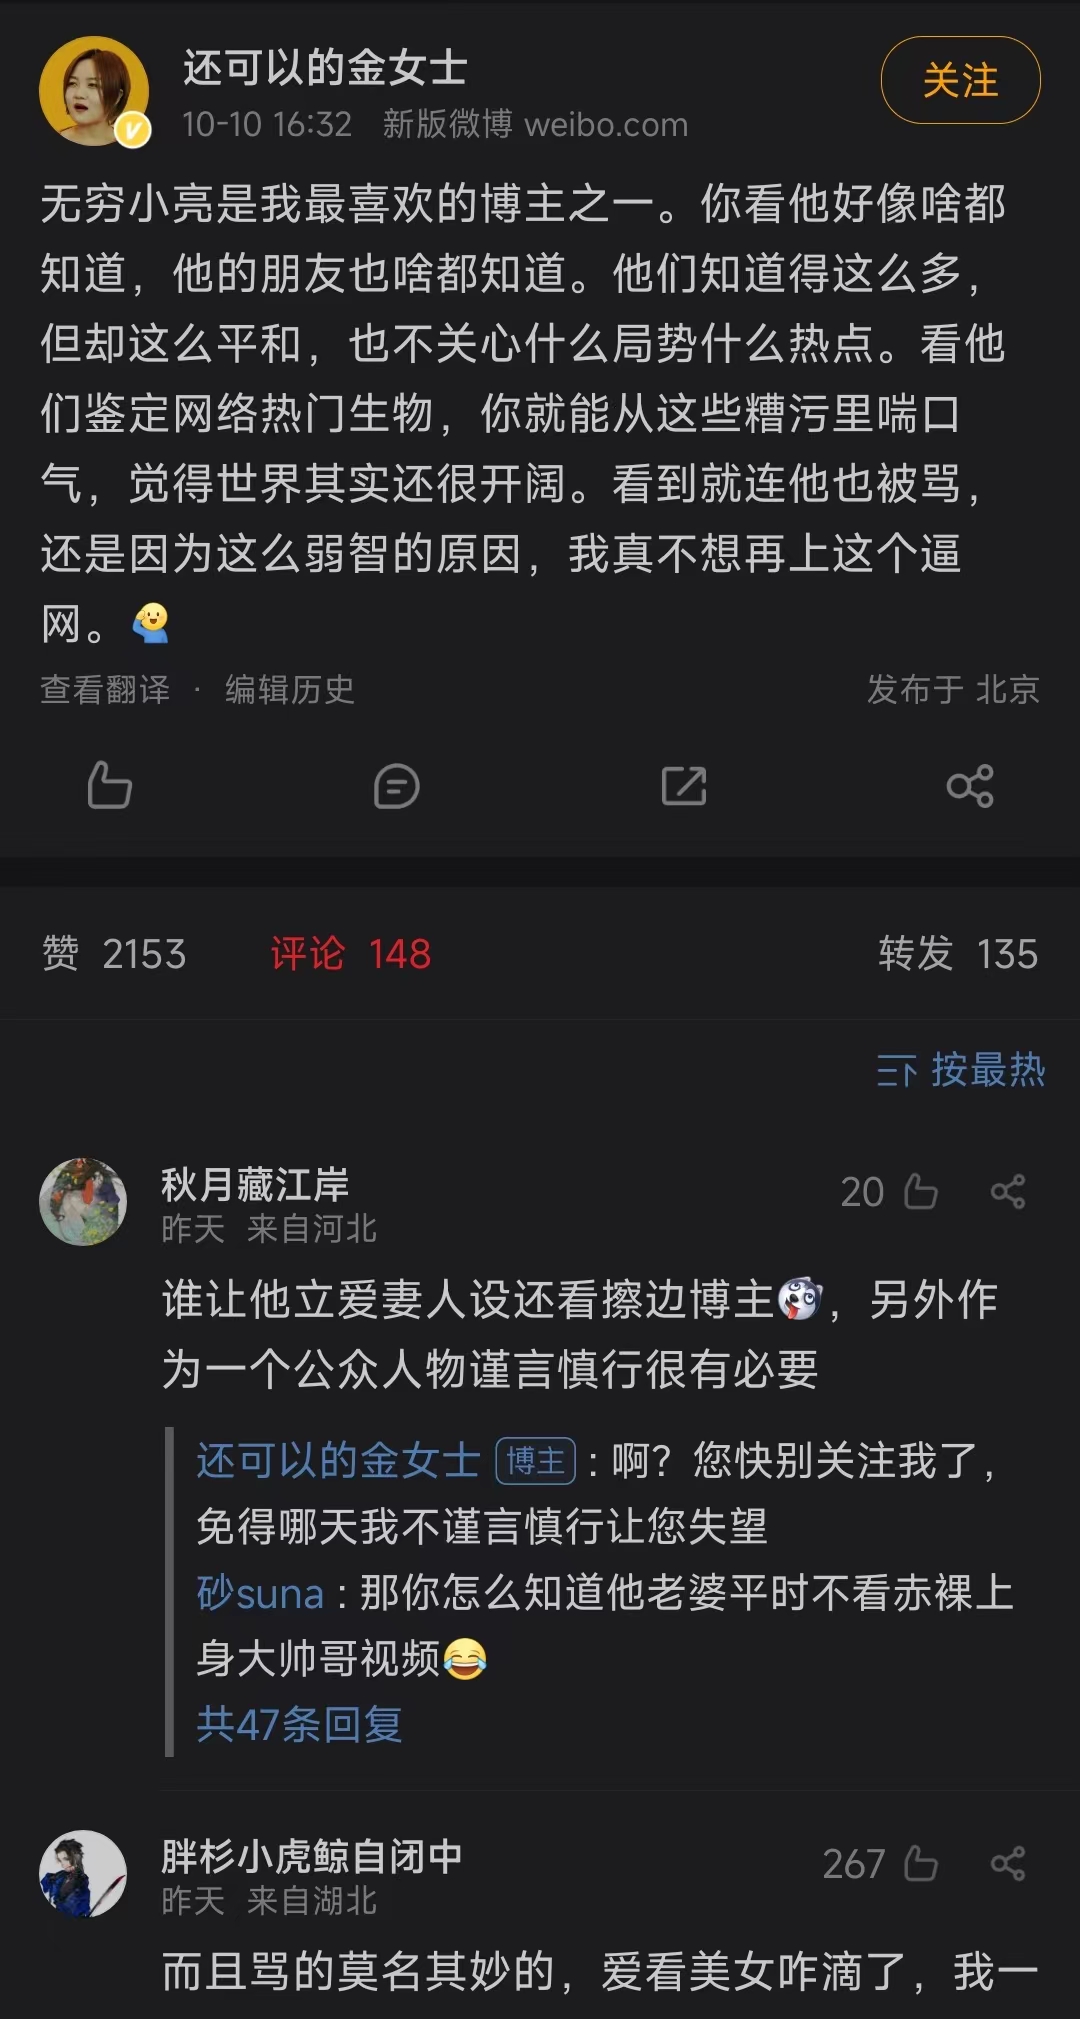 还可以的金女士
关注
10-10 16:32 新版微博 weibo.com
无穷小亮是我最喜欢的博主之一。你看他好像啥都
知道，他的朋友也啥都知道。他们知道得这么多，
但却这么平和，也不关心什么局势什么热点。看他
们鉴定网络热门生物，你就能从这些糟污里喘口
气，觉得世界其实还很开阔。看到就连他也被骂，
还是因为这么弱智的原因，我真不想再上这个逼
网。
查看翻译 · 编辑历史 发布于 北京
赞 2153 评论 148 转发 135
按最热
秋月藏江岸
20
昨天 来自河北
谁让他立爱妻人设还看擦边博主，另外作
为一个公众人物谨言慎行很有必要
还可以的金女士 博主：啊？您快别关注我了，
免得哪天我不谨言慎行让您失望
砂suna：那你怎么知道他老婆平时不看赤裸上
身大帅哥视频
共47条回复
胖杉小虎鲸自闭中
267
昨天 来自湖北
而且骂的莫名其妙的，爱看美女咋滴了，我一